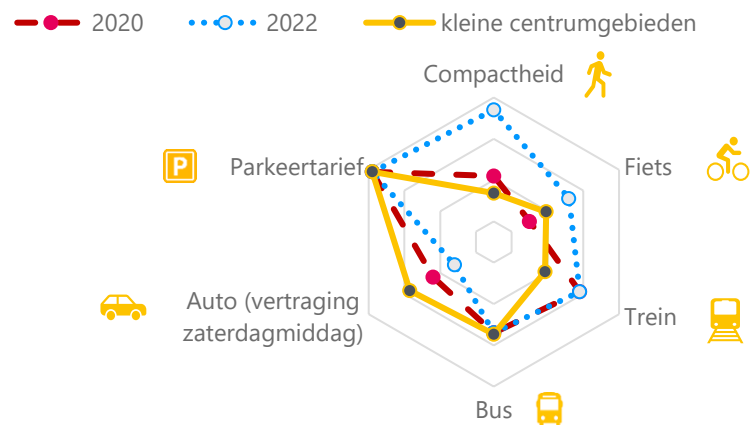 2020 2022 kleine centrumgebieden
Compactheid
P Parkeertarief Fiets
Auto (vertraging
zaterdagmiddag)
Trein
Bus